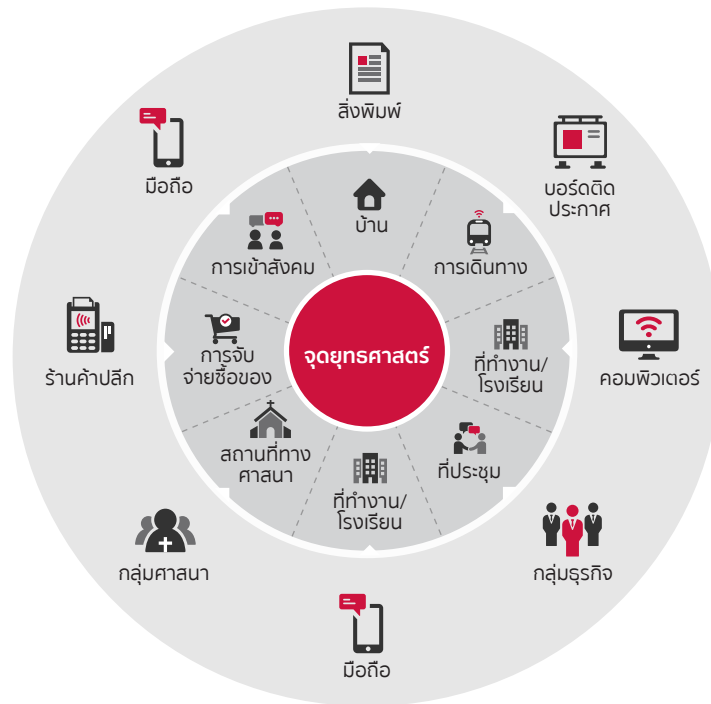 สิ่งพิมพ์
มือถือ
บอร์ดติด
ประกาศ
บ้าน
การเข้าสังคม
การเดินทาง
การจับ
จ่ายซื้อของ
จุดยุทธศาสตร์
ที่ทำงาน/
โรงเรียน
ร้านค้าปลีก
คอมพิวเตอร์
สถานที่ทาง
ศาสนา
ที่ประชุม
ที่ทำงาน/
โรงเรียน
กลุ่มศาสนา
กลุ่มธุรกิจ
มือถือ